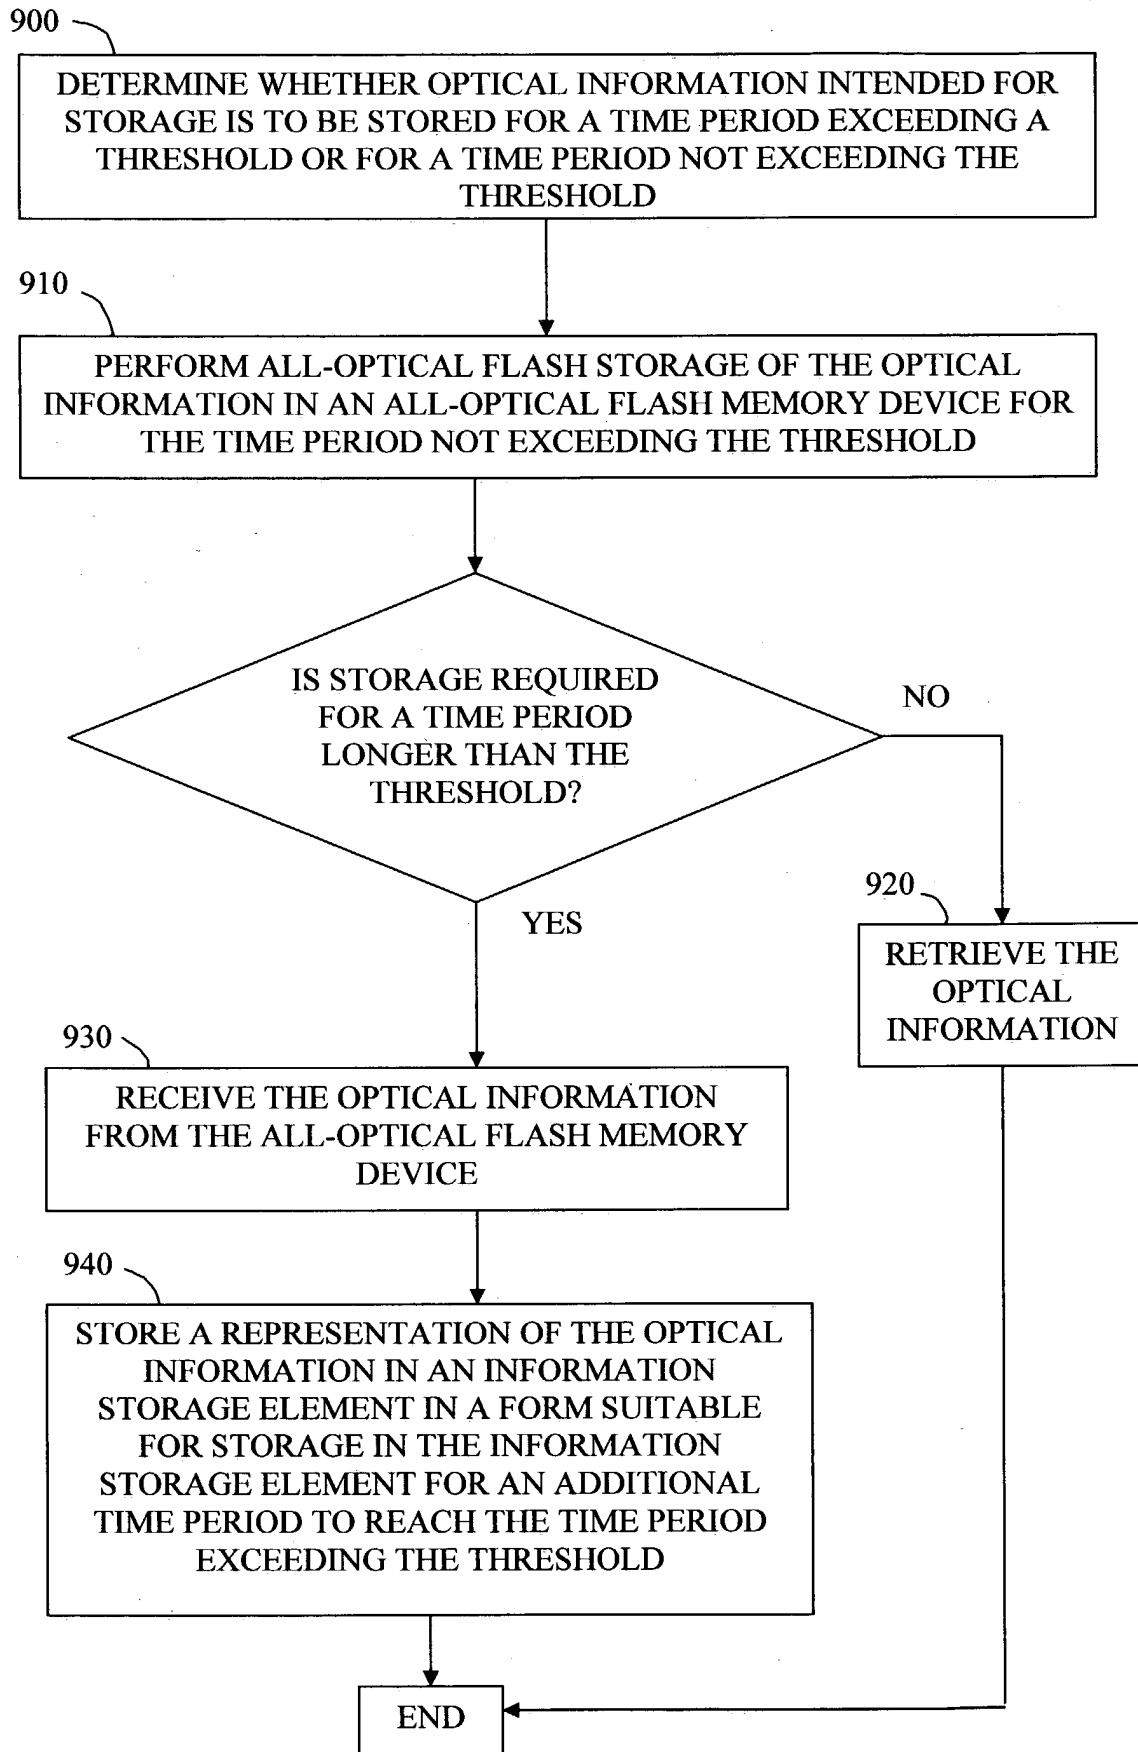 900
DETERMINE WHETHER OPTICAL INFORMATION INTENDED FOR
STORAGE IS TO BE STORED FOR A TIME PERIOD EXCEEDING A
THRESHOLD OR FOR A TIME PERIOD NOT EXCEEDING THE
THRESHOLD
910
PERFORM ALL-OPTICAL FLASH STORAGE OF THE OPTICAL
INFORMATION IN AN ALL-OPTICAL FLASH MEMORY DEVICE FOR
THE TIME PERIOD NOT EXCEEDING THE THRESHOLD
IS STORAGE REQUIRED
FOR A TIME PERIOD
LONGER THAN THE
THRESHOLD?
NO
YES
920
RETRIEVE THE
OPTICAL
INFORMATION
930
RECEIVE THE OPTICAL INFORMATION
FROM THE ALL-OPTICAL FLASH MEMORY
DEVICE
940
STORE A REPRESENTATION OF THE OPTICAL
INFORMATION IN AN INFORMATION
STORAGE ELEMENT IN A FORM SUITABLE
FOR STORAGE IN THE INFORMATION
STORAGE ELEMENT FOR AN ADDITIONAL
TIME PERIOD TO REACH THE TIME PERIOD
EXCEEDING THE THRESHOLD
END